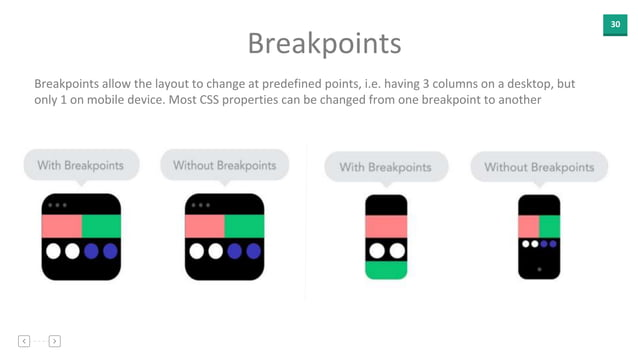 30
Breakpoints
Breakpoints allow the layout to change at predefined points, i.e. having 3 columns on a desktop, but
only 1 on mobile device. Most CSS properties can be changed from one breakpoint to another
With Breakpoints
Without Breakpoints
With Breakpoints
Without Breakpoints